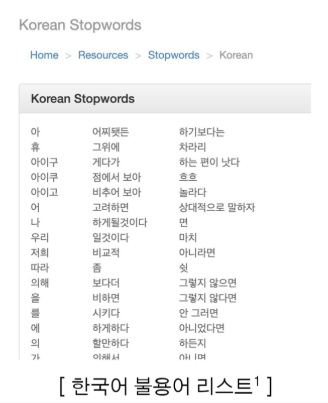 Korean Stopwords
Home > Resources > Stopwords > Korean
Korean Stopwords
아 어찌됏든 하기보다는
휴 그위에 차라리
아이구 게다가 하는 편이 낫다
아이쿠 점에서 보아 흐흐
아이고 비추어 보아 놀라다
어 고려하면 상대적으로 말하자
나 하게될것이다 면
우리 일것이다 마치
저희 비교적 아니라면
따라 좀 쉿
의해 보다더 그렇지 않으면
을 비하면 그렇지 않다면
를 시키다 안 그러면
에 하게하다 아니었다면
의 할만하다 하든지
가 의해서 아니면
[ 한국어 불용어 리스트¹ ]